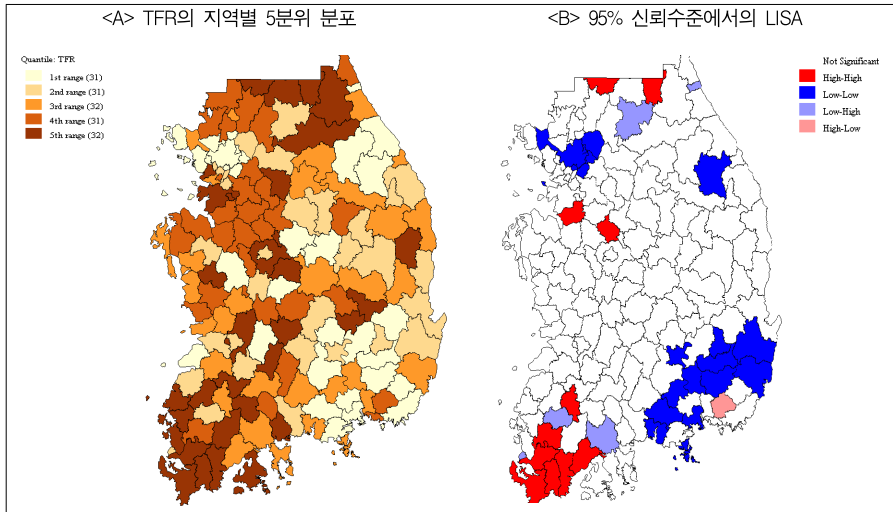 <A> TFR의 지역별 5분위 분포
<B> 95% 신뢰수준에서의 LISA
Quantile: TFR
1st range (31)
2nd range (31)
3rd range (32)
4th range (31)
5th range (32)
Not Significant
High-High
Low-Low
Low-High
High-Low